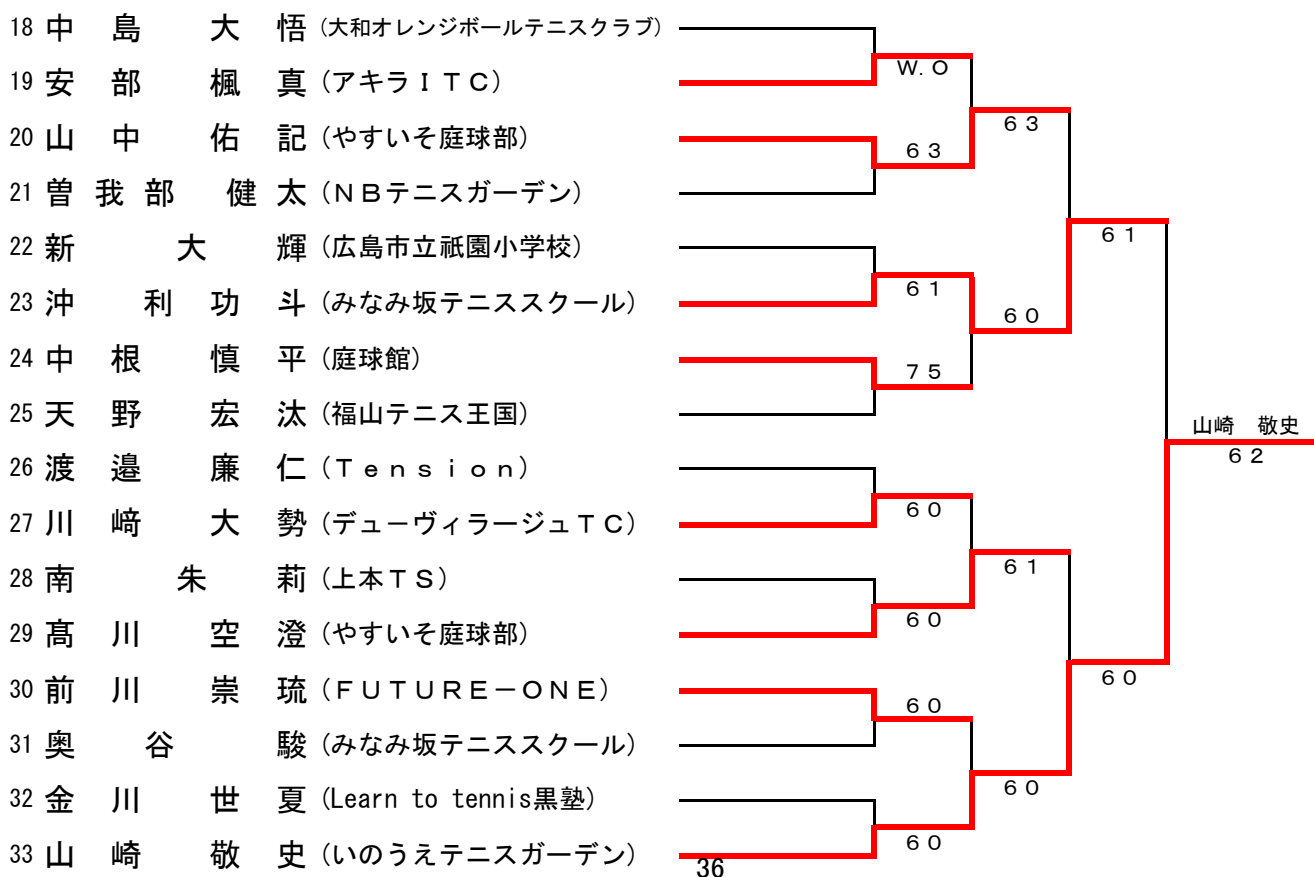 18 中 島 大 悟 (大和オレンジボールテニスクラブ)
19 安 部 楓 真 (アキラＩＴＣ)
W.O
20 山 中 佑 記 (やすいそ庭球部)
６３
６３
21 曽 我 部 健 太 (ＮＢテニスガーデン)
22 新 大 輝 (広島市立祇園小学校)
６１
23 沖 利 功 斗 (みなみ坂テニススクール)
６１
６０
24 中 根 慎 平 (庭球館)
７５
25 天 野 宏 汰 (福山テニス王国)
山崎 敬史
６２
26 渡 邉 廉 仁 (Ｔｅｎｓｉｏｎ)
27 川 﨑 大 勢 (デューヴィラージュＴＣ)
６０
28 南 朱 莉 (上本ＴＳ)
６１
29 髙 川 空 澄 (やすいそ庭球部)
６０
30 前 川 崇 琉 (ＦＵＴＵＲＥ－ＯＮＥ)
６０
６０
31 奥 谷 駿 (みなみ坂テニススクール)
32 金 川 世 夏 (Learn to tennis黒塾)
６０
33 山 崎 敬 史 (いのうえテニスガーデン)
６０
36